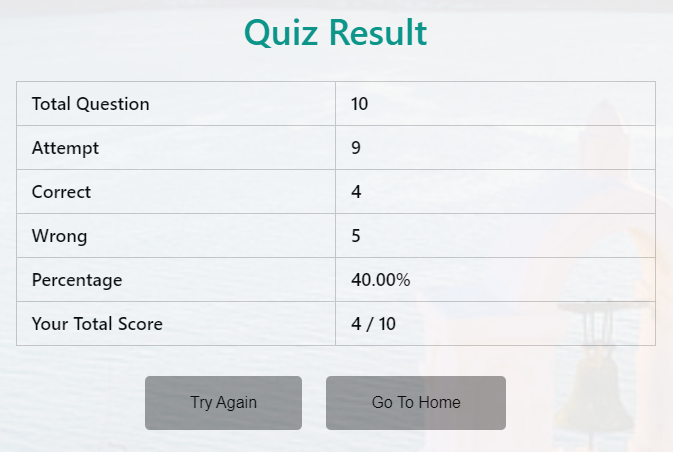 Quiz Result
Total Question 10
Attempt 9
Correct 4
Wrong 5
Percentage 40.00%
Your Total Score 4 / 10
Try Again Go To Home